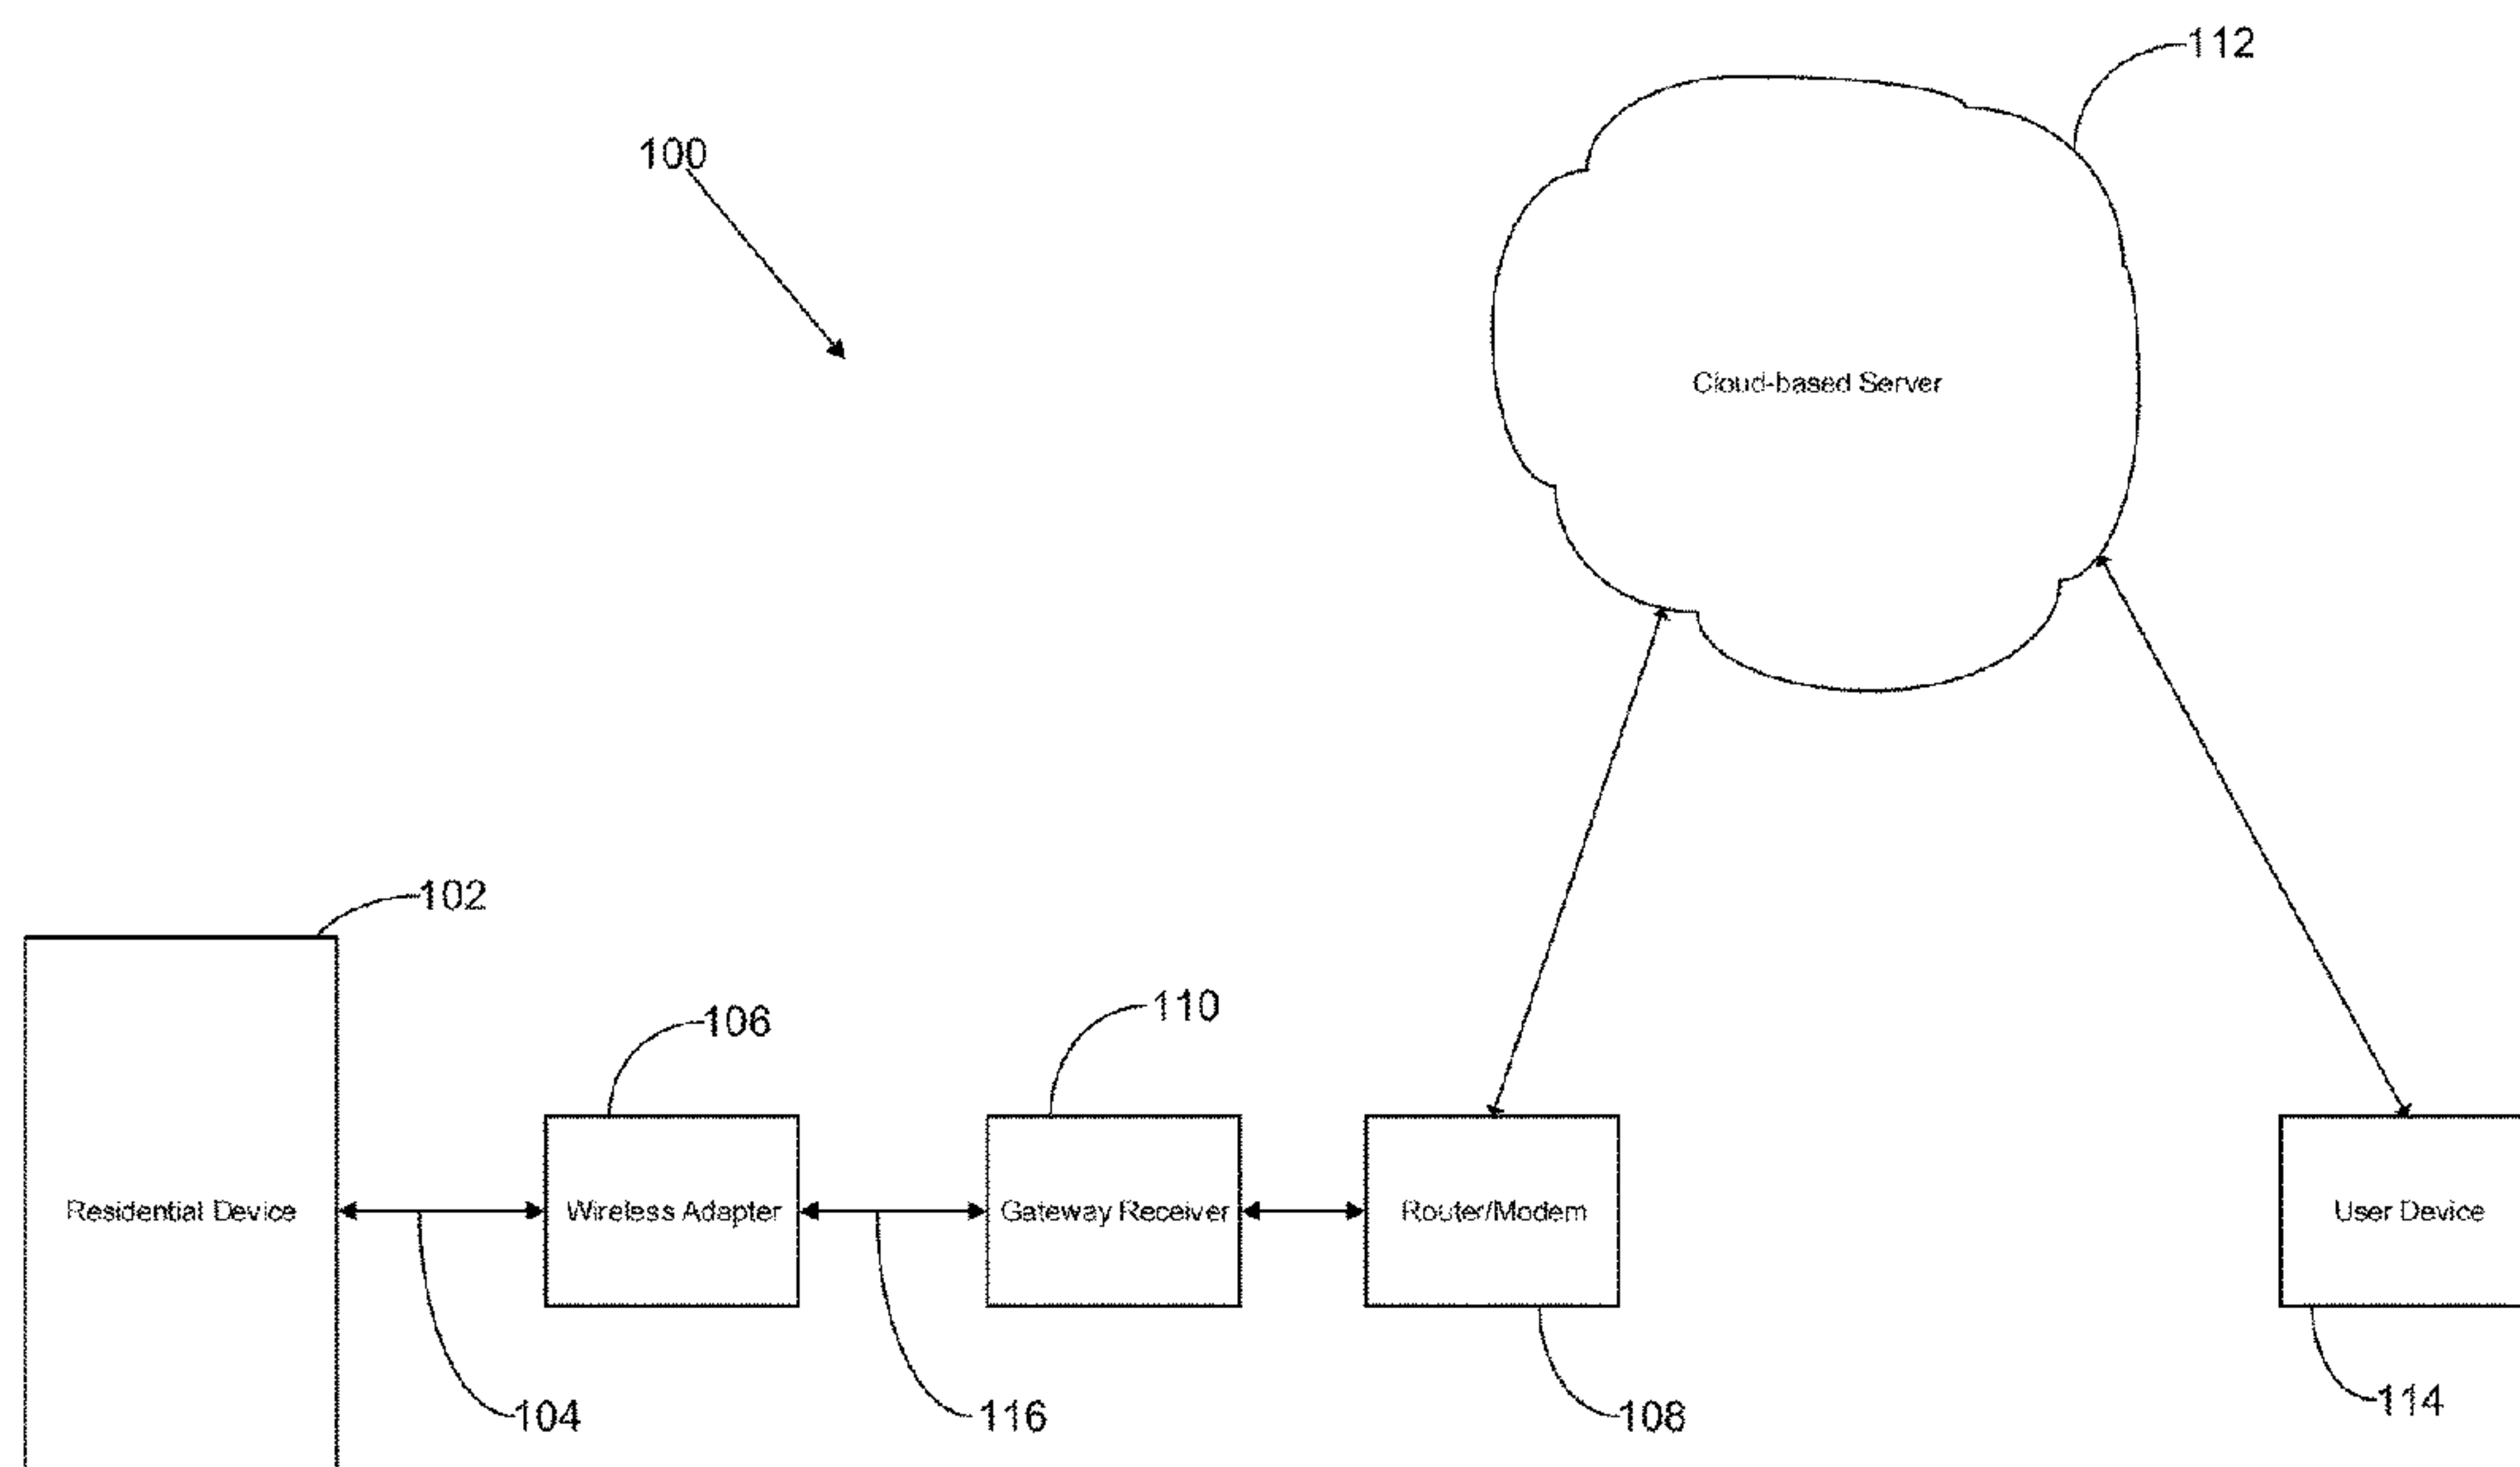 112
100
Cloud-based Server
102
106
110
Residential Device
Wireless Adapter
Gateway Receiver
Router/Modem
User Device
104
116
108
114